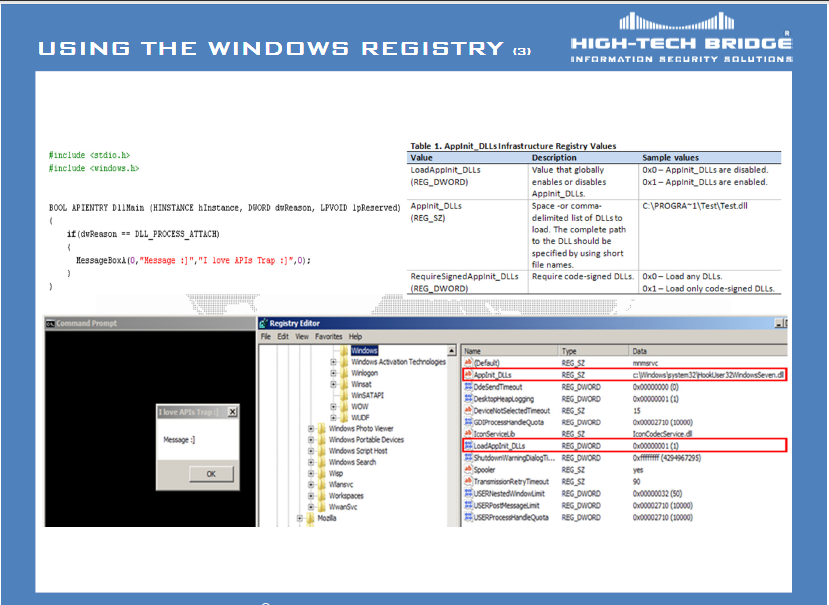 USING THE WINDOWS REGISTRY (3)
HIGH-TECH BRIDGE®
INFORMATION SECURITY SOLUTIONS
#include <stdio.h>
#include <windows.h>
BOOL APIENTRY DllMain (HINSTANCE hInstance, DWORD dwReason, LPVOID lpReserved)
{
if(dwReason == DLL_PROCESS_ATTACH)
{
MessageBoxA(0,"Message :]","I love APIs Trap :]",0);
}
}
Table 1. AppInit_DLLs Infrastructure Registry Values
Value Description Sample values
LoadAppInit_DLLs Value that globally 0x0 – AppInit_DLLs are disabled.
(REG_DWORD) enables or disables 0x1 – AppInit_DLLs are enabled.
AppInit_DLLs.
AppInit_DLLs Space -or comma- C:\PROGRA~1\Test\Test.dll
(REG_SZ) delimited list of DLLs to
load. The complete path
to the DLL should be
specified by using short
file names.
RequireSignedAppInit_DLLs Require code-signed DLLs. 0x0 – Load any DLLs.
(REG_DWORD) 0x1 – Load only code-signed DLLs.
Command Prompt
I love APIs Trap :]
Message :]
OK
Registry Editor
File Edit View Favorites Help
Windows
Windows Activation Technologies
Winlogon
Winsat
WinSATAPI
WOW
WUDF
Windows Photo Viewer
Windows Portable Devices
Windows Script Host
Windows Search
Wisp
Wlansvc
Workspaces
WwanSvc
Mozilla
Name Type Data
(Default) REG_SZ mnmsrvc
AppInit_DLLs REG_SZ c:\Windows\system32\HookUser32WindowsSeven.dll
DdeSendTimeout REG_DWORD 0x00000000 (0)
DesktopHeapLogging REG_DWORD 0x00000001 (1)
DeviceNotSelectedTimeout REG_SZ 15
GDIProcessHandleQuota REG_DWORD 0x00002710 (10000)
IconServiceLib REG_SZ IconCodecService.dll
LoadAppInit_DLLs REG_DWORD 0x00000001 (1)
ShutdownWarningDialogTi... REG_DWORD 0xffffffff (4294967295)
Spooler REG_SZ yes
TransmissionRetryTimeout REG_SZ 90
USERNestedWindowLimit REG_DWORD 0x00000032 (50)
USERPostMessageLimit REG_DWORD 0x00002710 (10000)
USERProcessHandleQuota REG_DWORD 0x00002710 (10000)